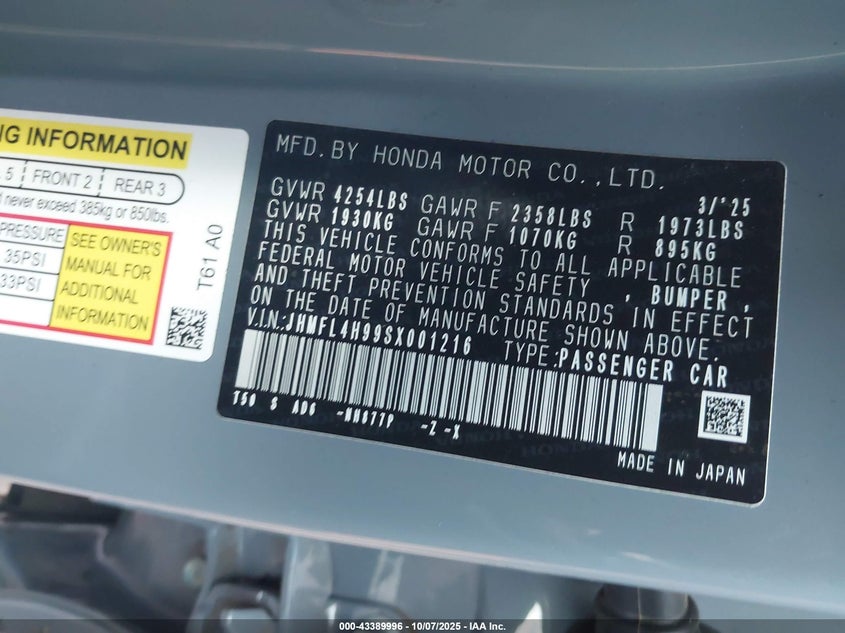 NG INFORMATION
. 5 FRONT 2 REAR 3
never exceed 385kg or 850lbs.
PRESSURE
35PSI
33PSI
SEE OWNER'S
MANUAL FOR
ADDITIONAL
INFORMATION
T61 A0
MFD.BY HONDA MOTOR CO.,LTD.
3/'25
GVWR 4254LBS GAWR F 2358LBS R 1973LBS
GVWR 1930KG GAWR F 1070KG R 895KG
THIS VEHICLE CONFORMS TO ALL APPLICABLE
FEDERAL MOTOR VEHICLE SAFETY , BUMPER ,
AND THEFT PREVENTION STANDARDS IN EFFECT
ON THE DATE OF MANUFACTURE SHOWN ABOVE.
V.IN:JHMFL4H99SX001216 TYPE:PASSENGER CAR
T50 S AD6 -NH877P -Z -X
MADE IN JAPAN
000-43389996 - 10/07/2025 - IAA Inc.